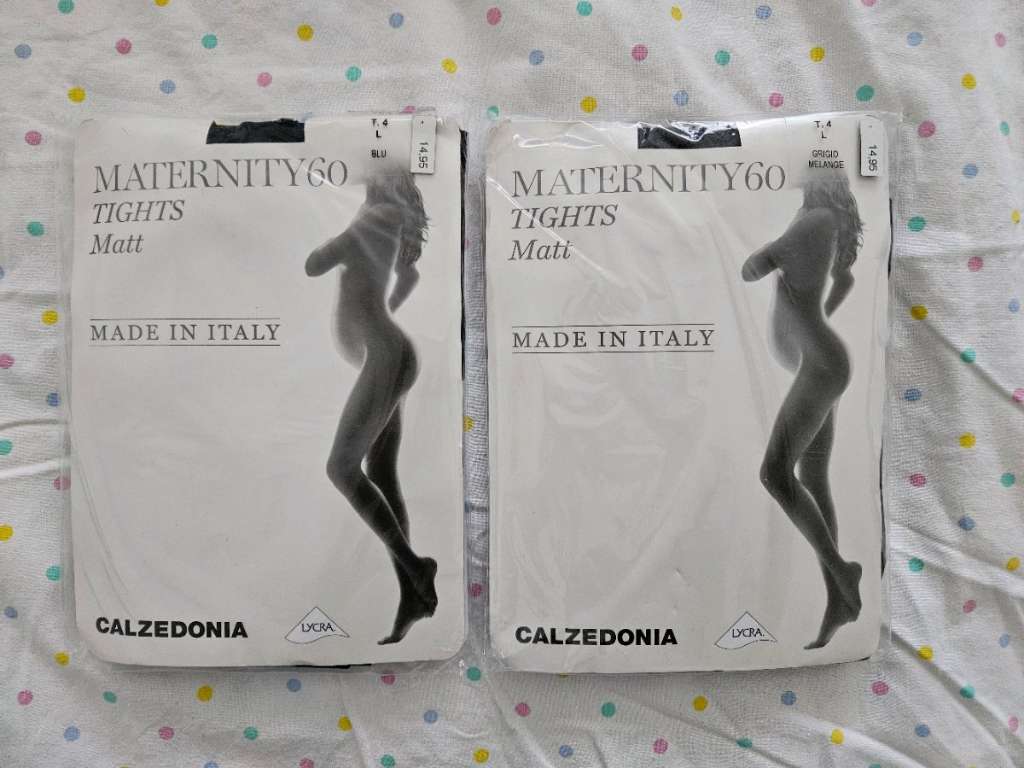 T. 4
L
BLU
14.95
MATERNITY60
TIGHTS
Matt
MADE IN ITALY
CALZEDONIA
LYCRA.
T. 4
L
GRIGIO
MELANGE
14.95
MATERNITY60
TIGHTS
Matt
MADE IN ITALY
CALZEDONIA
LYCRA.